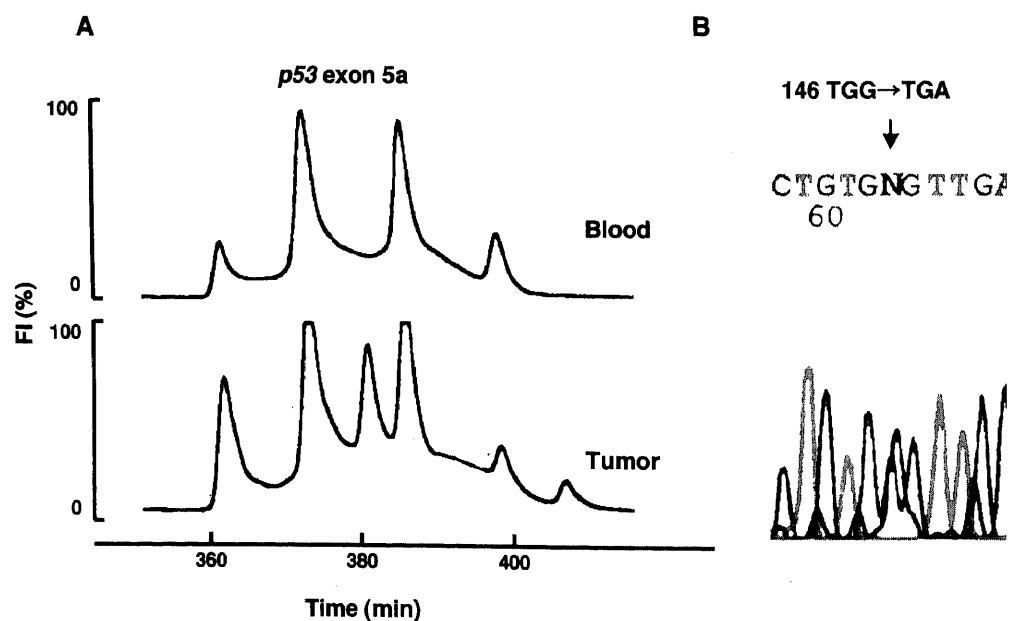 A
p53 exon 5a
100
Blood
0
FI (%)
100
Tumor
0
360
380
400
Time (min)
B
146 TGG→TGA
CTGTGNGTTGA
60